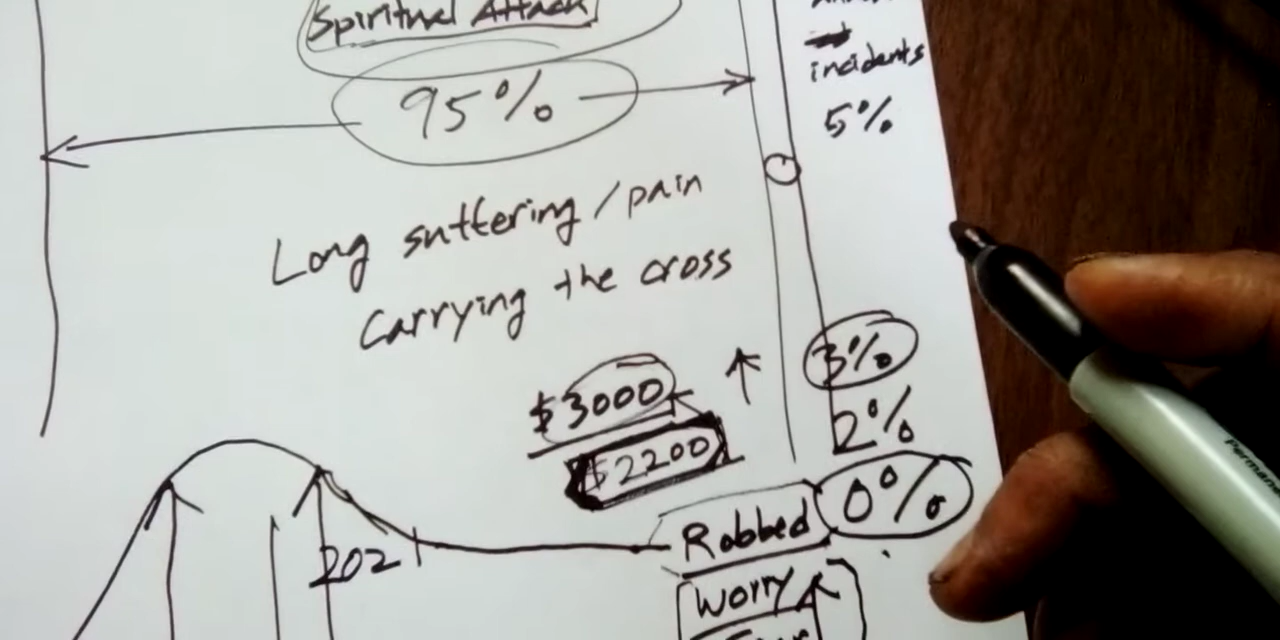 Spiritual Attack
95%
incidents
5%
Long suffering / pain
Carrying the cross
$3000
$2200
3%
2%
0%
Robbed
2021
Worry